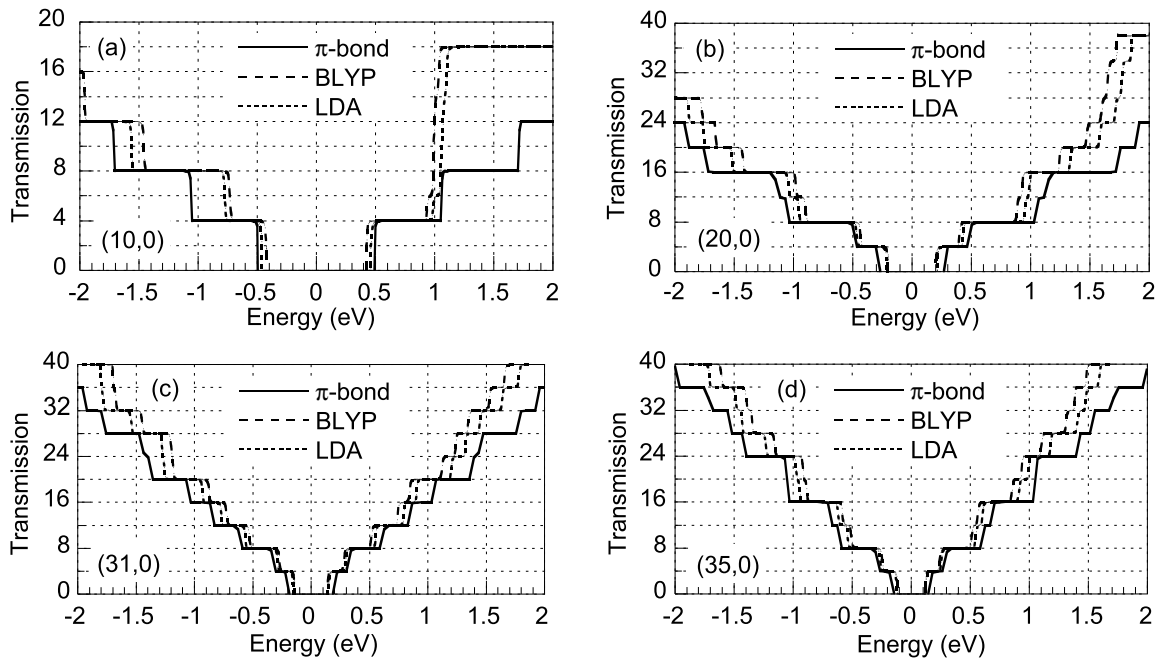 20
16
12
8
4
0
Transmission
(a)
π-bond
BLYP
LDA
(10,0)
-2 -1.5 -1 -0.5 0 0.5 1 1.5 2
Energy (eV)
40
32
24
16
8
0
Transmission
(b)
π-bond
BLYP
LDA
(20,0)
-2 -1.5 -1 -0.5 0 0.5 1 1.5 2
Energy (eV)
40
32
24
16
8
0
Transmission
(c)
π-bond
BLYP
LDA
(31,0)
-2 -1.5 -1 -0.5 0 0.5 1 1.5 2
Energy (eV)
40
32
24
16
8
0
Transmission
(d)
π-bond
BLYP
LDA
(35,0)
-2 -1.5 -1 -0.5 0 0.5 1 1.5 2
Energy (eV)